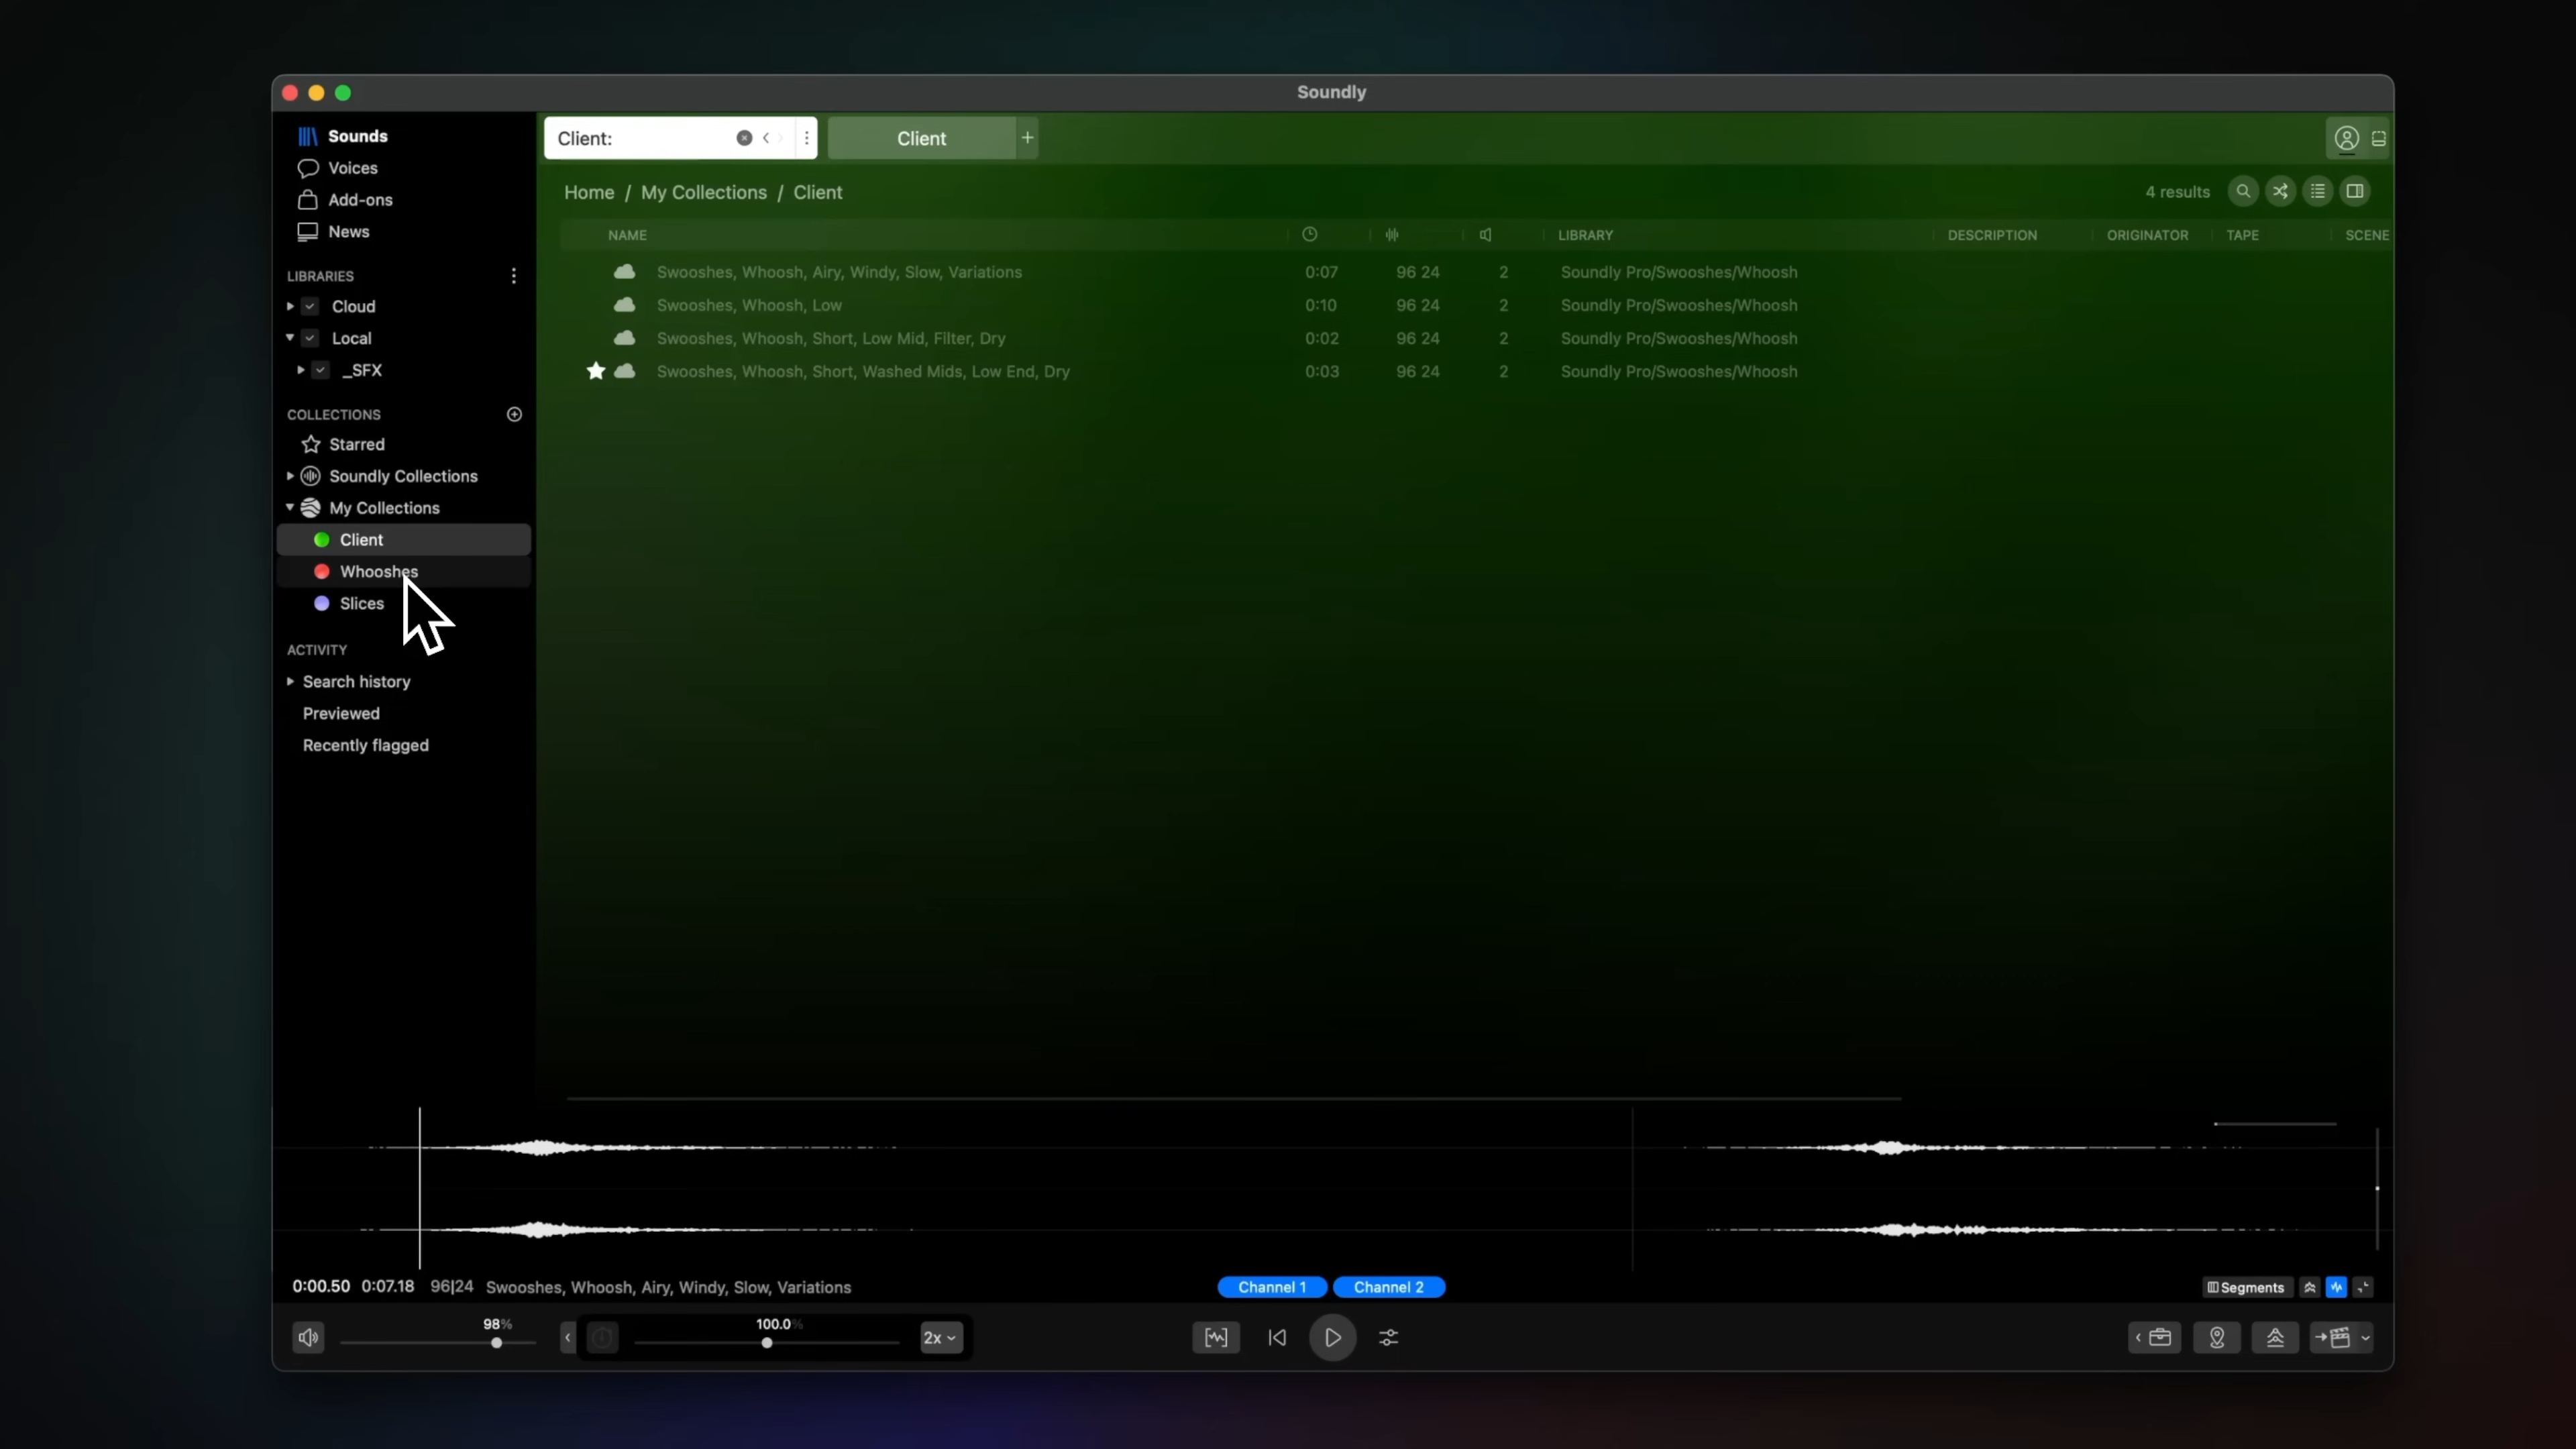 Soundly
Sounds
Voices
Add-ons
News
LIBRARIES
Cloud
Local
_SFX
COLLECTIONS
Starred
Soundly Collections
My Collections
Client
Whooshes
Slices
ACTIVITY
Search history
Previewed
Recently flagged
Client: Client +
Home / My Collections / Client 4 results
NAME LIBRARY DESCRIPTION ORIGINATOR TAPE SCENE
Swooshes, Whoosh, Airy, Windy, Slow, Variations 0:07 96 24 2 Soundly Pro/Swooshes/Whoosh
Swooshes, Whoosh, Low 0:10 96 24 2 Soundly Pro/Swooshes/Whoosh
Swooshes, Whoosh, Short, Low Mid, Filter, Dry 0:02 96 24 2 Soundly Pro/Swooshes/Whoosh
Swooshes, Whoosh, Short, Washed Mids, Low End, Dry 0:03 96 24 2 Soundly Pro/Swooshes/Whoosh
0:00.50 0:07.18 96|24 Swooshes, Whoosh, Airy, Windy, Slow, Variations Channel 1 Channel 2 Segments
98% 100.0% 2x